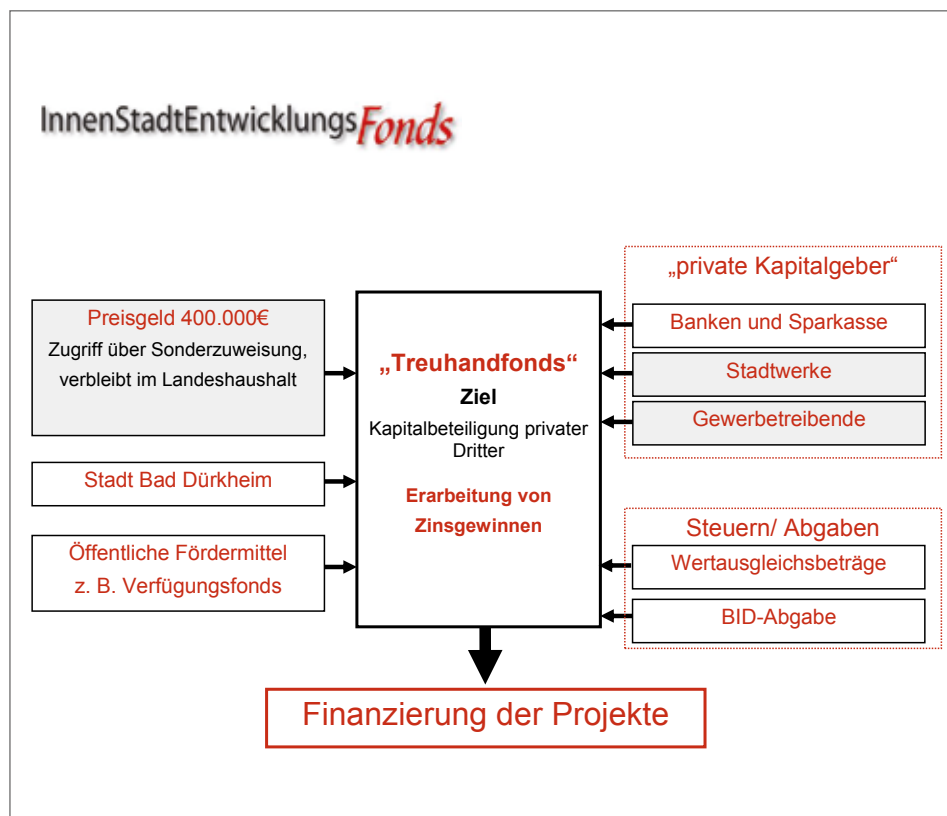 InnenStadtEntwicklungsFonds
Preisgeld 400.000€
Zugriff über Sonderzuweisung,
verbleibt im Landeshaushalt
Stadt Bad Dürkheim
Öffentliche Fördermittel
z. B. Verfügungsfonds
„Treuhandfonds“
Ziel
Kapitalbeteiligung privater
Dritter
Erarbeitung von
Zinsgewinnen
„private Kapitalgeber“
Banken und Sparkasse
Stadtwerke
Gewerbetreibende
Steuern/ Abgaben
Wertausgleichsbeträge
BID-Abgabe
Finanzierung der Projekte